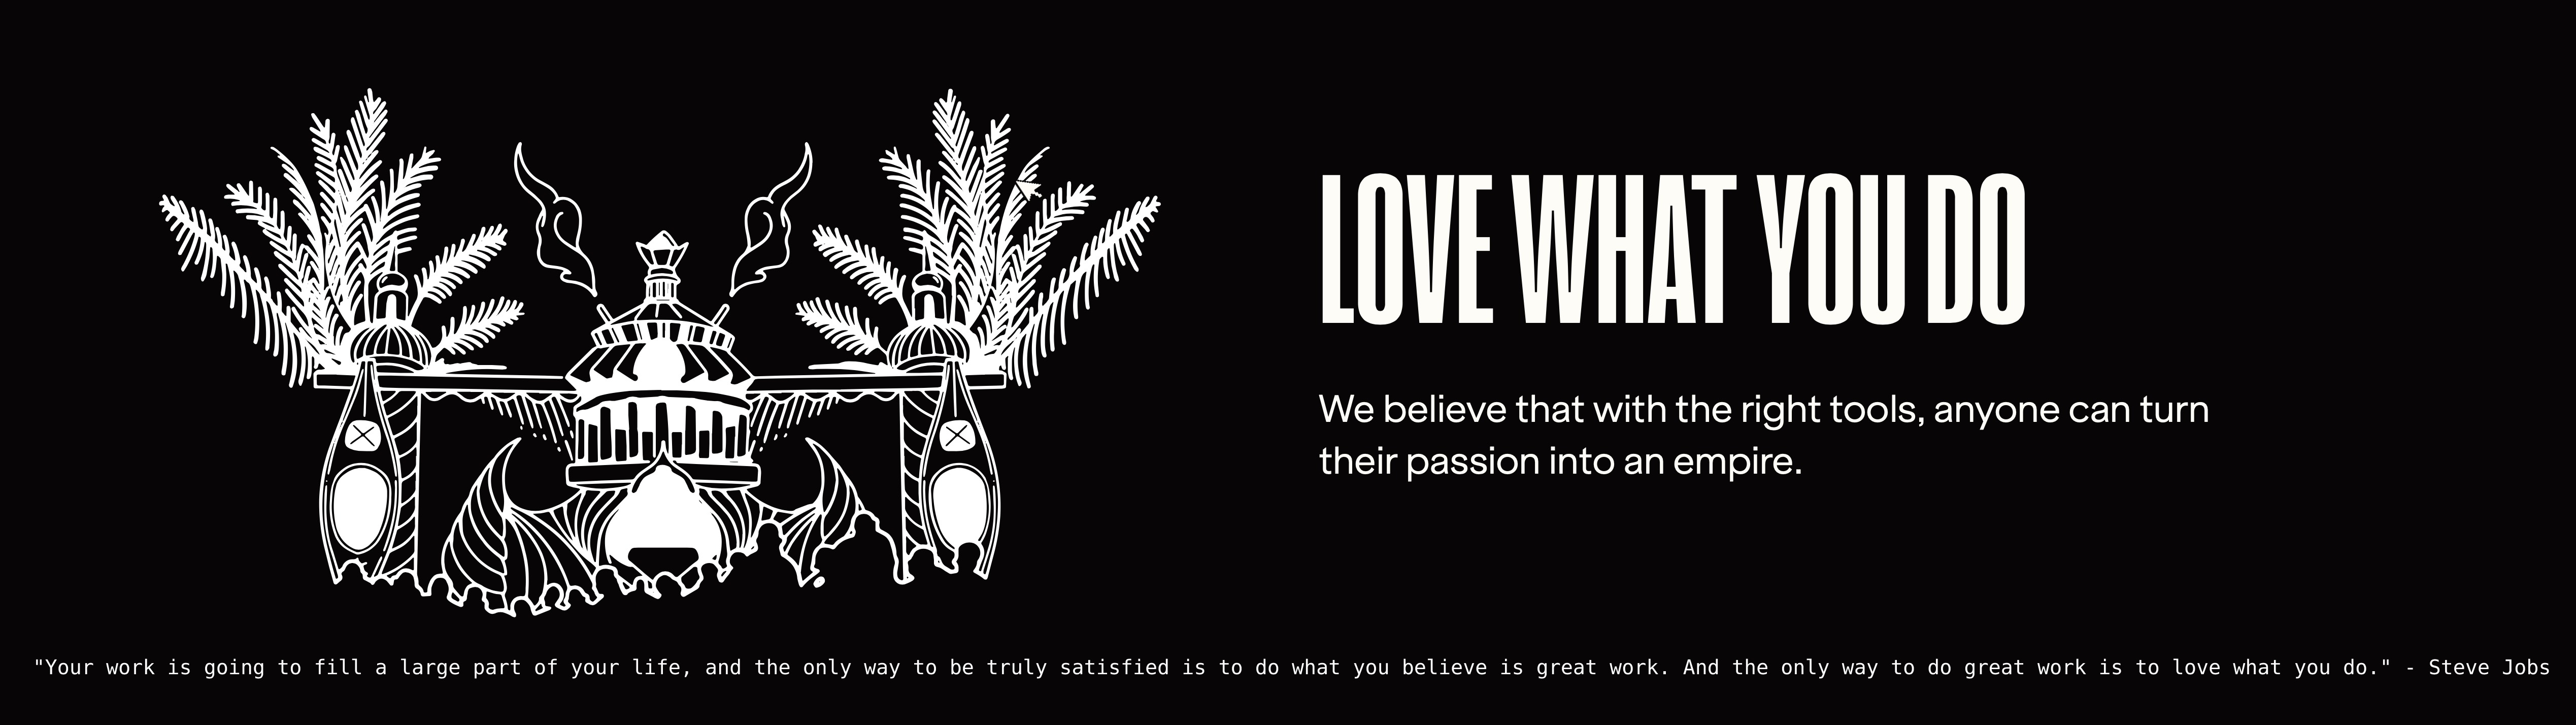 LOVE WHAT YOU DO
We believe that with the right tools, anyone can turn
their passion into an empire.
"Your work is going to fill a large part of your life, and the only way to be truly satisfied is to do what you believe is great work. And the only way to do great work is to love what you do." - Steve Jobs